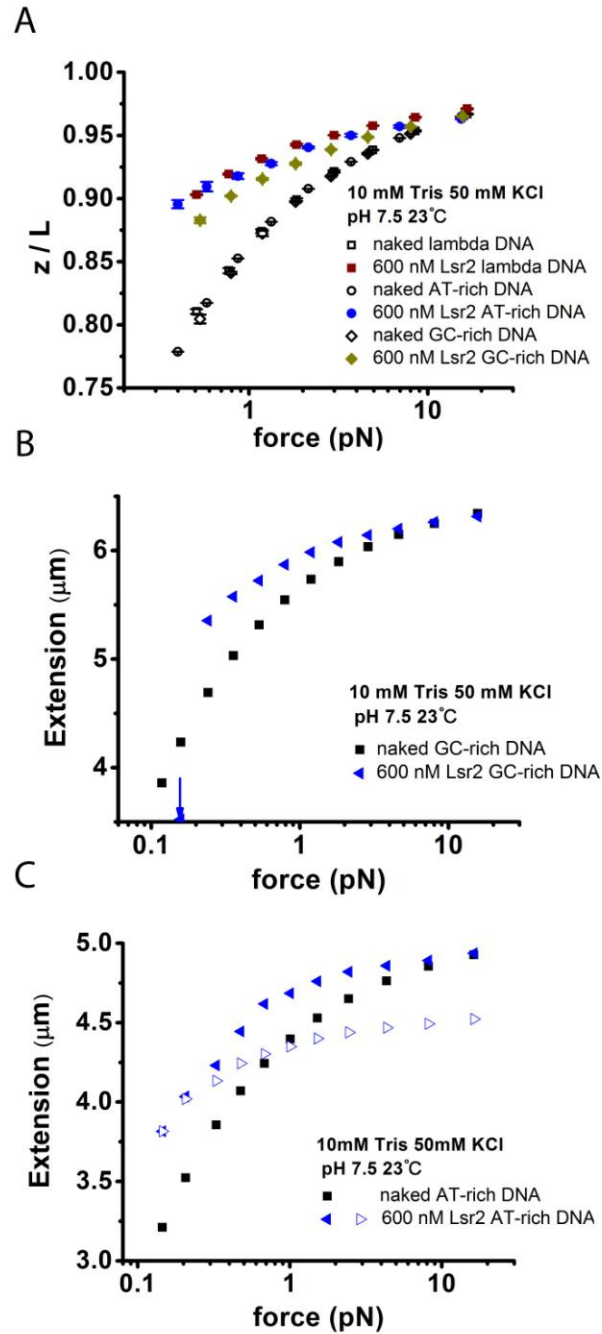 A
1.00
0.95
0.90
0.85
0.80
0.75
z / L
10 mM Tris 50 mM KCl
pH 7.5 23°C
naked lambda DNA
600 nM Lsr2 lambda DNA
naked AT-rich DNA
600 nM Lsr2 AT-rich DNA
naked GC-rich DNA
600 nM Lsr2 GC-rich DNA
1 10
force (pN)
B
6
5
4
Extension (μm)
10 mM Tris 50 mM KCl
pH 7.5 23°C
naked GC-rich DNA
600 nM Lsr2 GC-rich DNA
0.1 1 10
force (pN)
C
5.0
4.5
4.0
3.5
3.0
Extension (μm)
10mM Tris 50mM KCl
pH 7.5 23°C
naked AT-rich DNA
600 nM Lsr2 AT-rich DNA
0.1 1 10
force (pN)